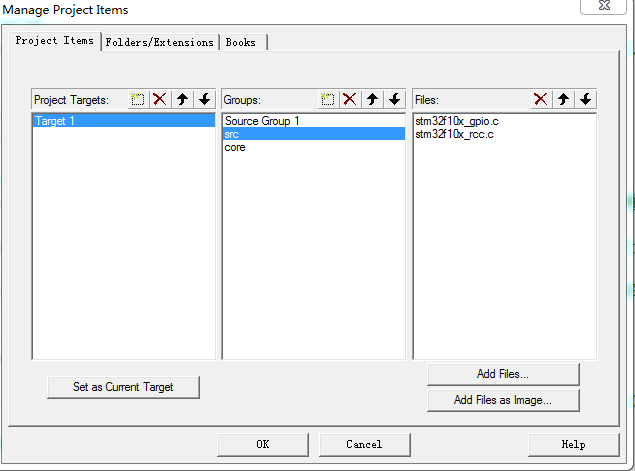 Manage Project Items
Project Items
Folders/Extensions
Books
Project Targets:
Groups:
Files:
Target 1
Source Group 1
src
core
stm32f10x_gpio.c
stm32f10x_rcc.c
Set as Current Target
Add Files...
Add Files as Image...
OK
Cancel
Help